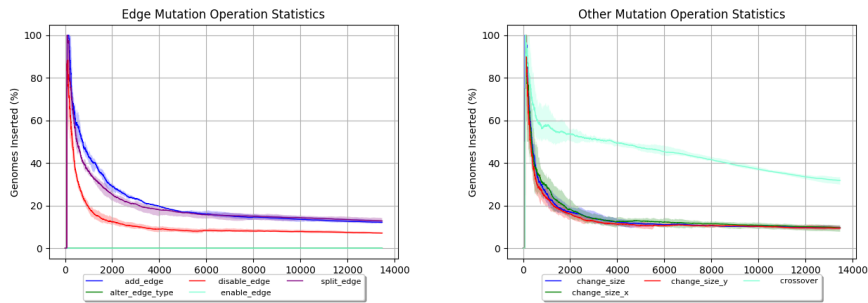 Edge Mutation Operation Statistics
Genomes Inserted (%)
100
80
60
40
20
0
0 2000 4000 6000 8000 10000 12000 14000
add_edge disable_edge split_edge
alter_edge_type enable_edge
Other Mutation Operation Statistics
Genomes Inserted (%)
100
80
60
40
20
0
0 2000 4000 6000 8000 10000 12000 14000
change_size change_size_y crossover
change_size_x